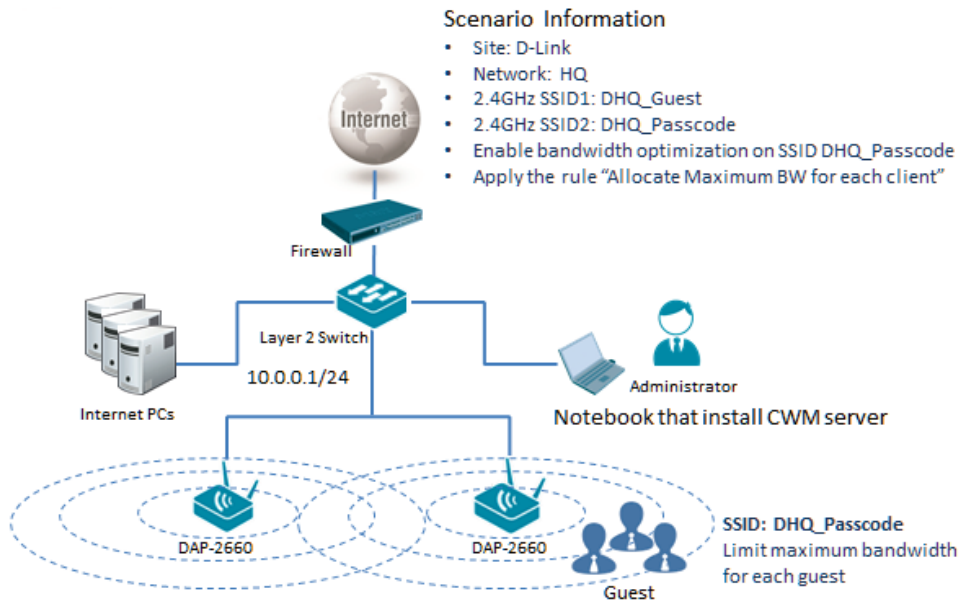 Scenario Information
• Site: D-Link
• Network: HQ
• 2.4GHz SSID1: DHQ_Guest
• 2.4GHz SSID2: DHQ_Passcode
• Enable bandwidth optimization on SSID DHQ_Passcode
• Apply the rule “Allocate Maximum BW for each client”
Internet
Firewall
Layer 2 Switch
10.0.0.1/24
Internet PCs
Administrator
Notebook that install CWM server
DAP-2660
DAP-2660
Guest
SSID: DHQ_Passcode
Limit maximum bandwidth
for each guest